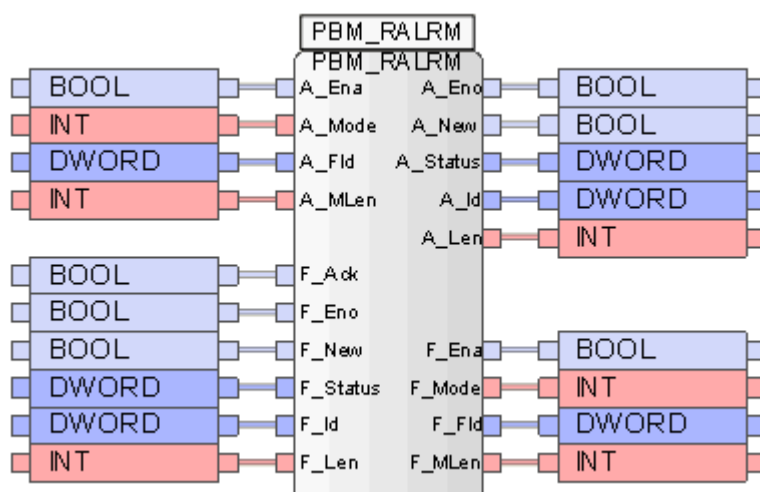 PBM_RALRM
PBM_RALRM
BOOL A_Ena A_Eno BOOL
INT A_Mode A_New BOOL
DWORD A_FId A_Status DWORD
INT A_MLen A_Id DWORD
A_Len INT
BOOL F_Ack
BOOL F_Eno
BOOL F_New F_Ena BOOL
DWORD F_Status F_Mode INT
DWORD F_Id F_FId DWORD
INT F_Len F_MLen INT